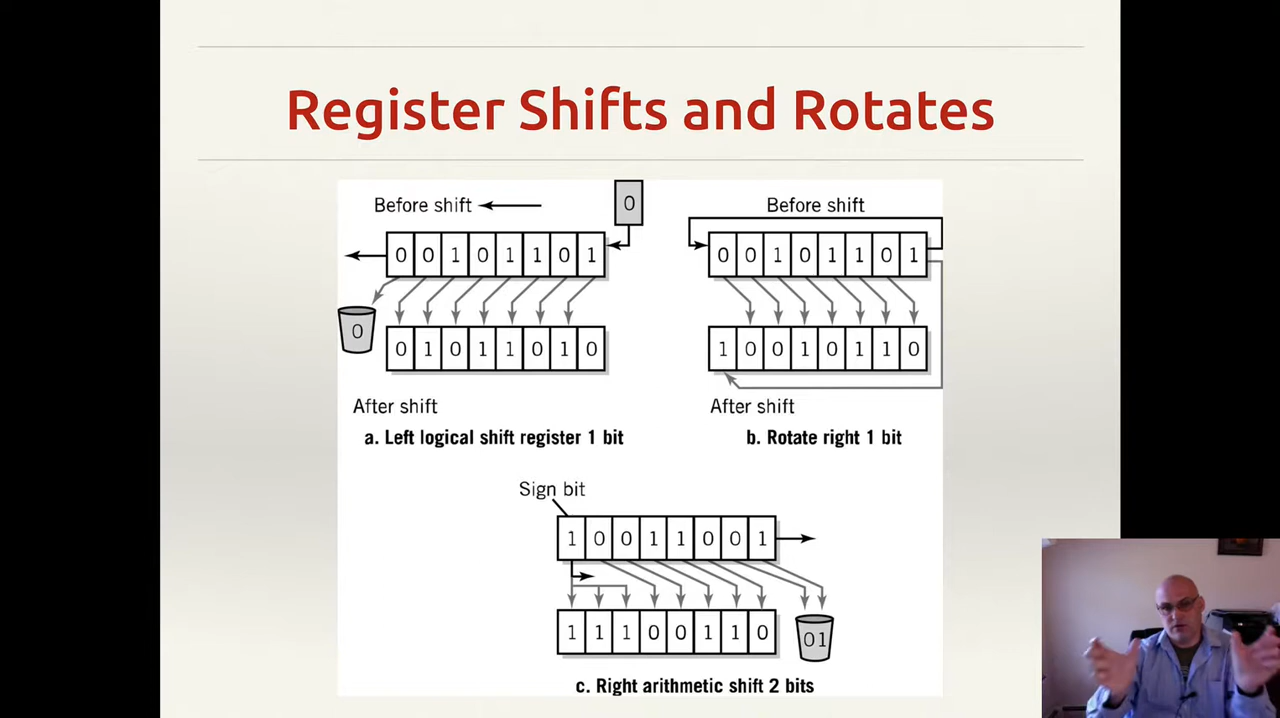 Register Shifts and Rotates
Before shift
0
0 0 1 0 1 1 0 1
0
0 1 0 1 1 0 1 0
After shift
a. Left logical shift register 1 bit
Before shift
0 0 1 0 1 1 0 1
1 0 0 1 0 1 1 0
After shift
b. Rotate right 1 bit
Sign bit
1 0 0 1 1 0 0 1
1 1 1 0 0 1 1 0
01
c. Right arithmetic shift 2 bits